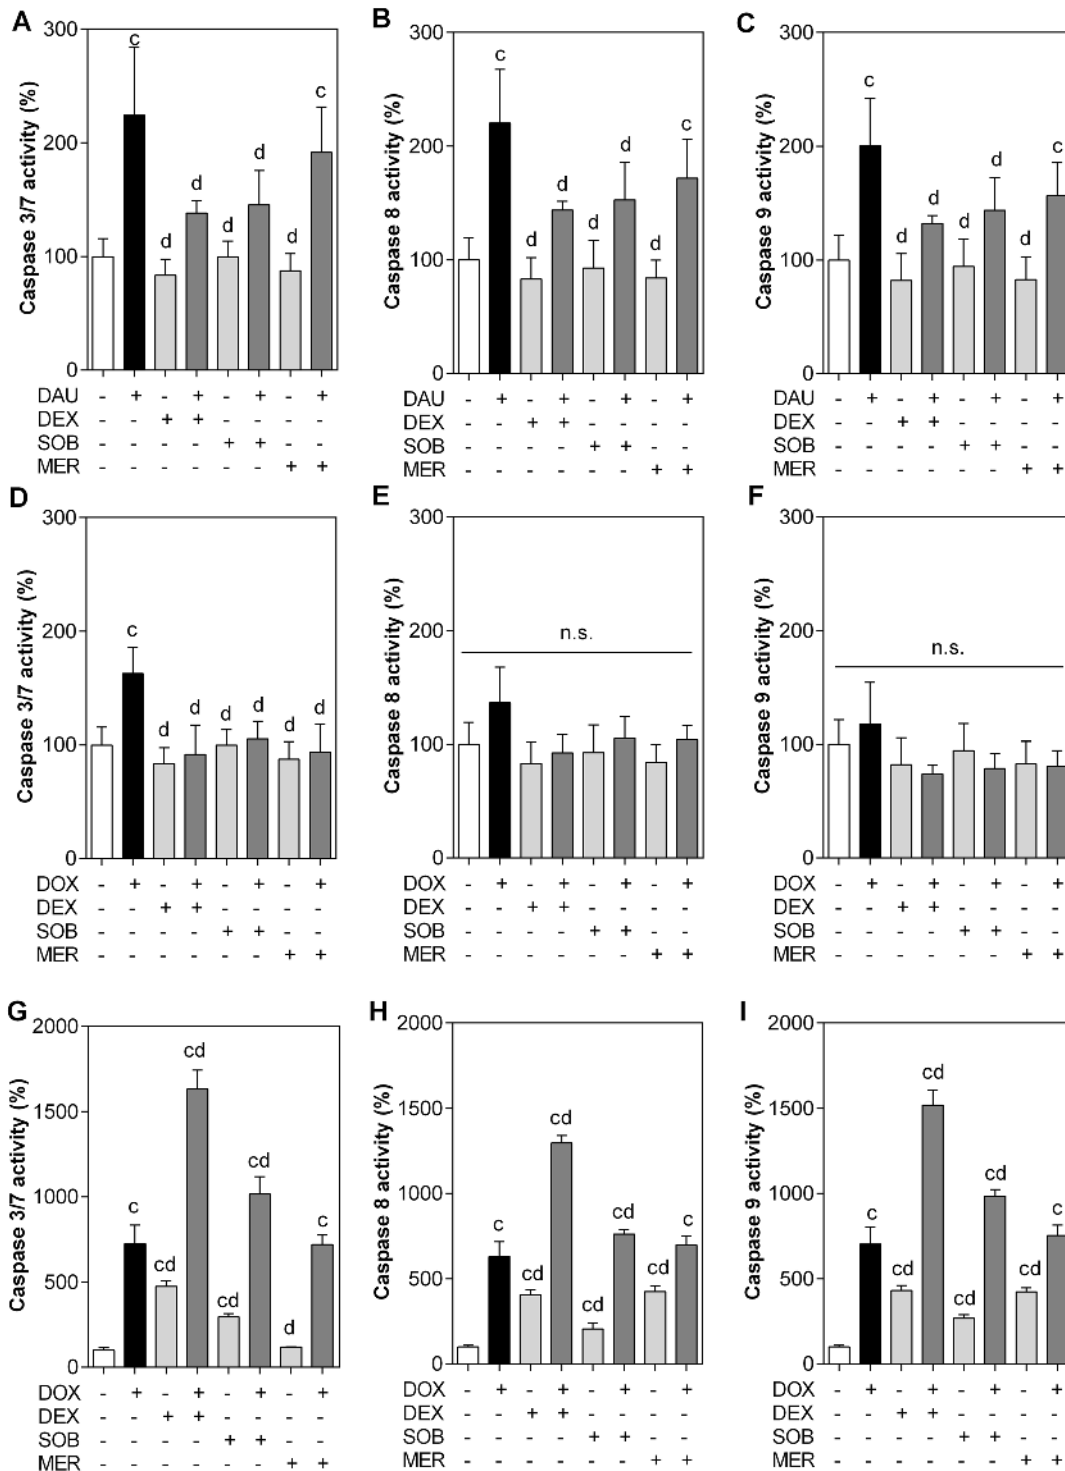 A
Caspase 3/7 activity (%)
300
200
100
0
c
d
d
d
d
d
c
DAU - + - + - + - +
DEX - - + + - - - -
SOB - - - - + + - -
MER - - - - - - + +
B
Caspase 8 activity (%)
300
200
100
0
c
d
d
d
d
d
c
DAU - + - + - + - +
DEX - - + + - - - -
SOB - - - - + + - -
MER - - - - - - + +
C
Caspase 9 activity (%)
300
200
100
0
c
d
d
d
d
d
c
DAU - + - + - + - +
DEX - - + + - - - -
SOB - - - - + + - -
MER - - - - - - + +
D
Caspase 3/7 activity (%)
300
200
100
0
c
d
d
d
d
d
d
DOX - + - + - + - +
DEX - - + + - - - -
SOB - - - - + + - -
MER - - - - - - + +
E
Caspase 8 activity (%)
300
200
100
0
n.s.
DOX - + - + - + - +
DEX - - + + - - - -
SOB - - - - + + - -
MER - - - - - - + +
F
Caspase 9 activity (%)
300
200
100
0
n.s.
DOX - + - + - + - +
DEX - - + + - - - -
SOB - - - - + + - -
MER - - - - - - + +
G
Caspase 3/7 activity (%)
2000
1500
1000
500
0
c
cd
cd
cd
cd
d
c
DOX - + - + - + - +
DEX - - + + - - - -
SOB - - - - + + - -
MER - - - - - - + +
H
Caspase 8 activity (%)
2000
1500
1000
500
0
c
cd
cd
cd
cd
cd
c
DOX - + - + - + - +
DEX - - + + - - - -
SOB - - - - + + - -
MER - - - - - - + +
I
Caspase 9 activity (%)
2000
1500
1000
500
0
c
cd
cd
cd
cd
cd
c
DOX - + - + - + - +
DEX - - + + - - - -
SOB - - - - + + - -
MER - - - - - - + +